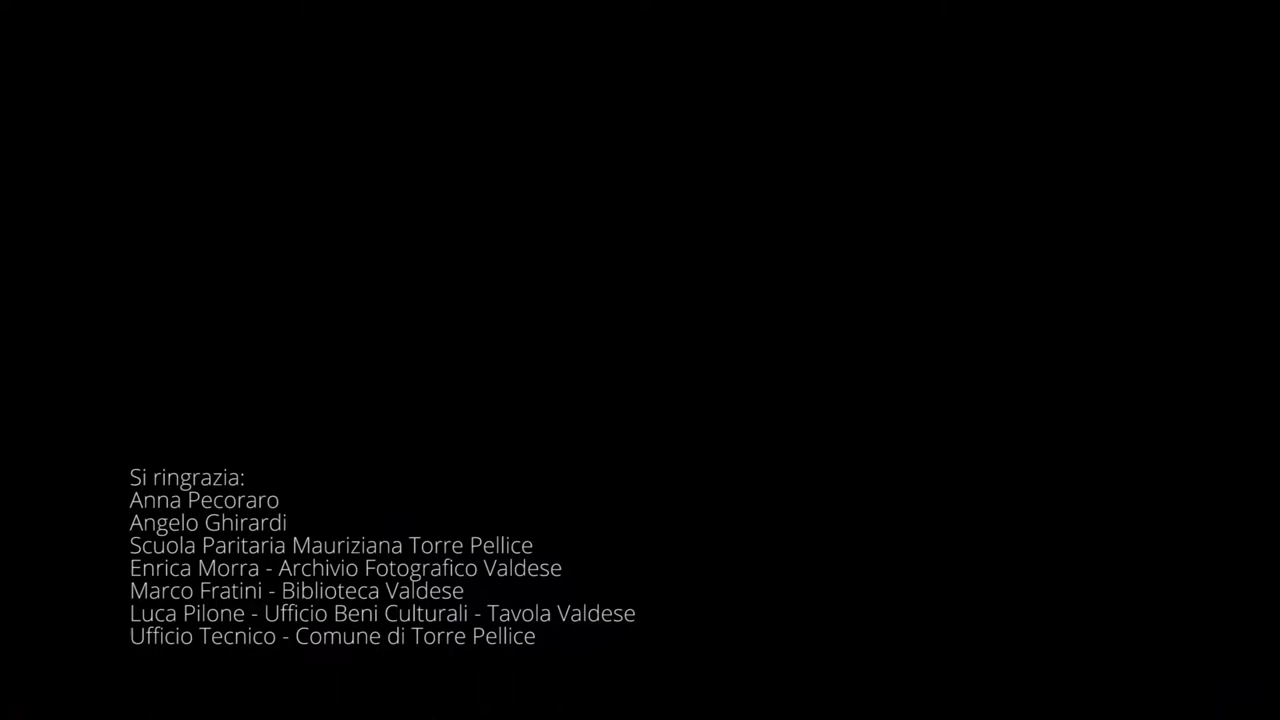 Si ringrazia:
Anna Pecoraro
Angelo Ghirardi
Scuola Paritaria Mauriziana Torre Pellice
Enrica Morra - Archivio Fotografico Valdese
Marco Fratini - Biblioteca Valdese
Luca Pilone - Ufficio Beni Culturali - Tavola Valdese
Ufficio Tecnico - Comune di Torre Pellice